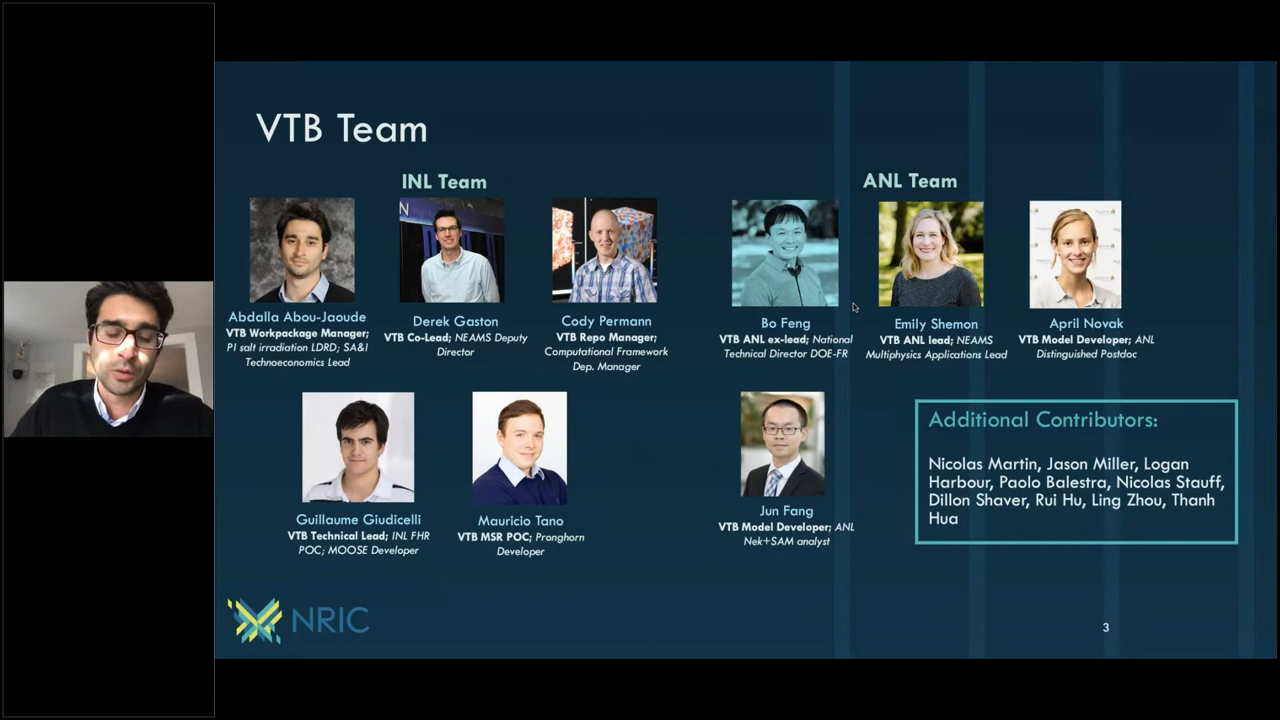 VTB Team
INL Team
Abdalla Abou-Jaoude
VTB Workpackage Manager;
PI salt irradiation LDRD; SA&I
Technoeconomics Lead
Derek Gaston
VTB Co-Lead; NEAMS Deputy
Director
Cody Permann
VTB Repo Manager;
Computational Framework
Dep. Manager
Guillaume Giudicelli
VTB Technical Lead; INL FHR
POC; MOOSE Developer
Mauricio Tano
VTB MSR POC; Pronghorn
Developer
ANL Team
Bo Feng
VTB ANL ex-lead; National
Technical Director DOE-FR
Emily Shemon
VTB ANL lead; NEAMS
Multiphysics Applications Lead
April Novak
VTB Model Developer; ANL
Distinguished Postdoc
Jun Fang
VTB Model Developer; ANL
Nek+SAM analyst
Additional Contributors:
Nicolas Martin, Jason Miller, Logan
Harbour, Paolo Balestra, Nicolas Stauff,
Dillon Shaver, Rui Hu, Ling Zhou, Thanh
Hua
NRIC
3